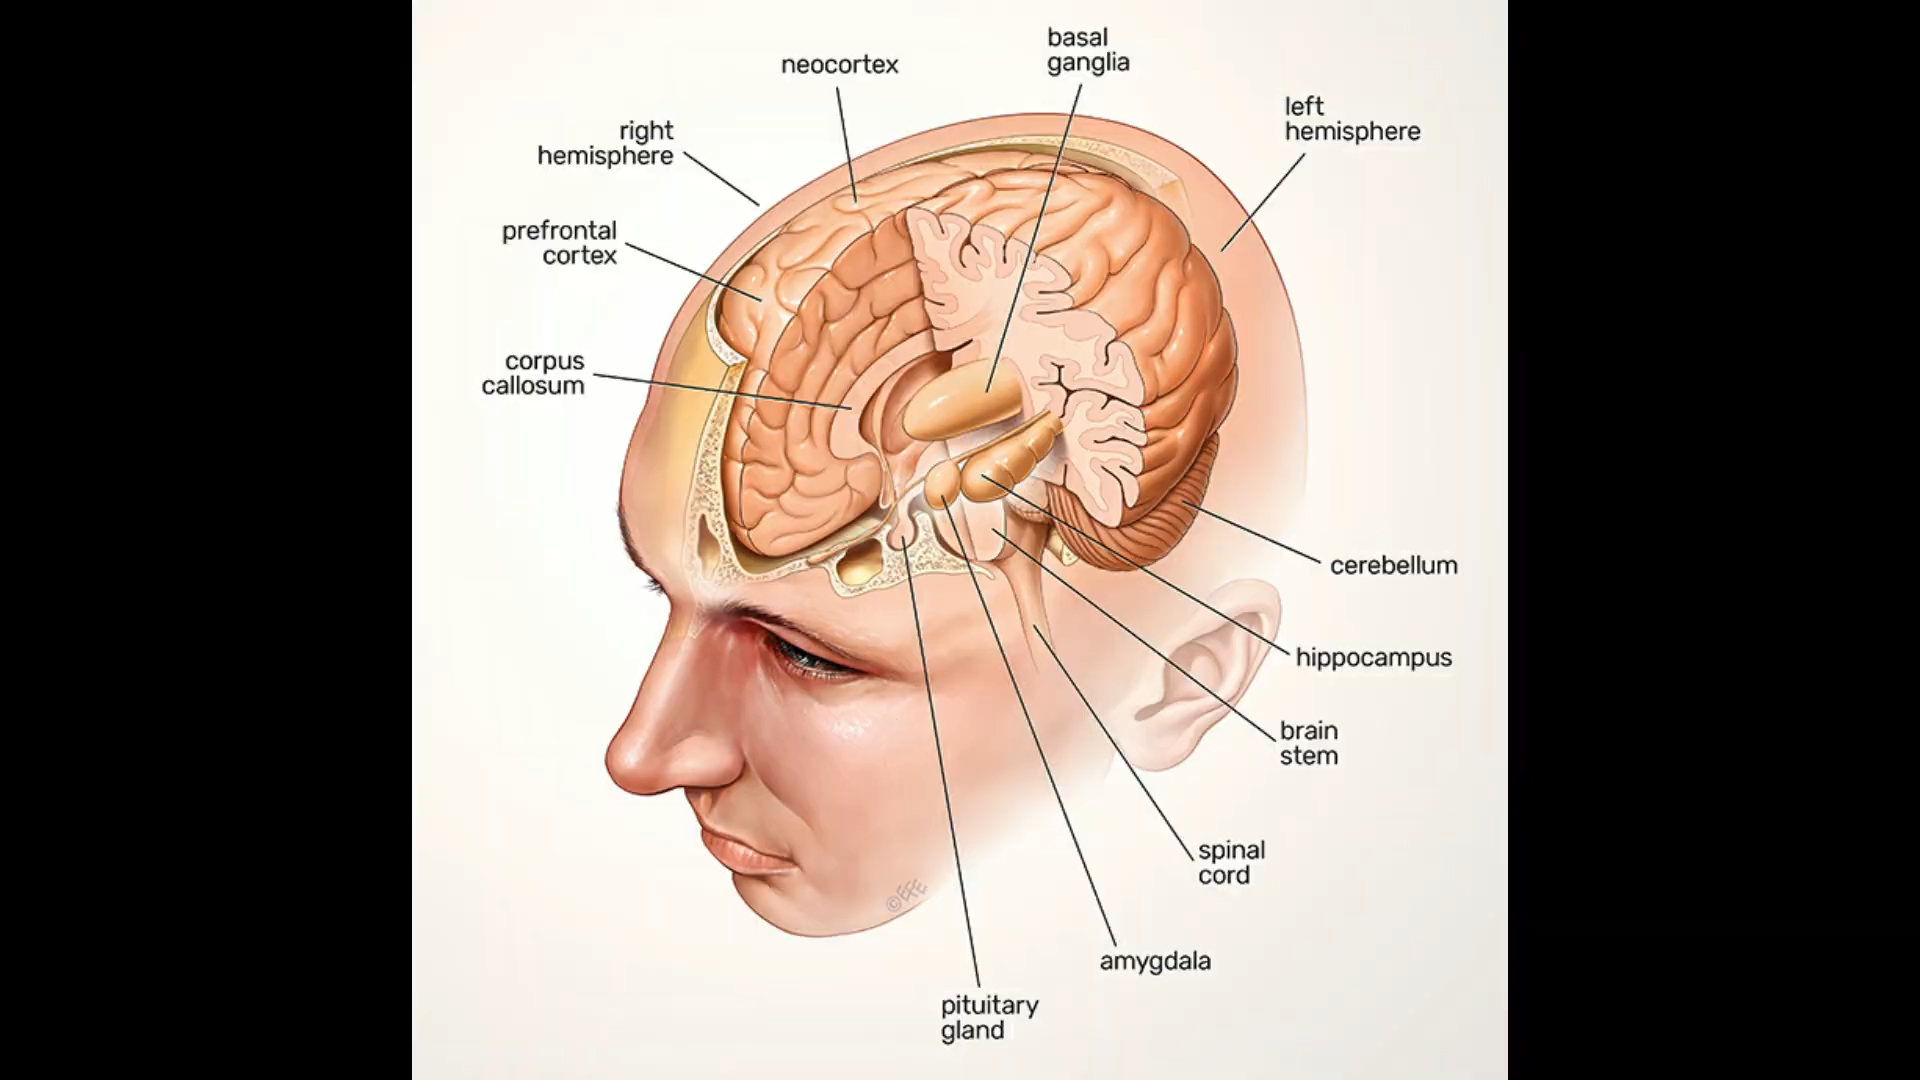 basal
ganglia
neocortex
left
hemisphere
right
hemisphere
prefrontal
cortex
corpus
callosum
cerebellum
hippocampus
brain
stem
spinal
cord
©EFE
amygdala
pituitary
gland